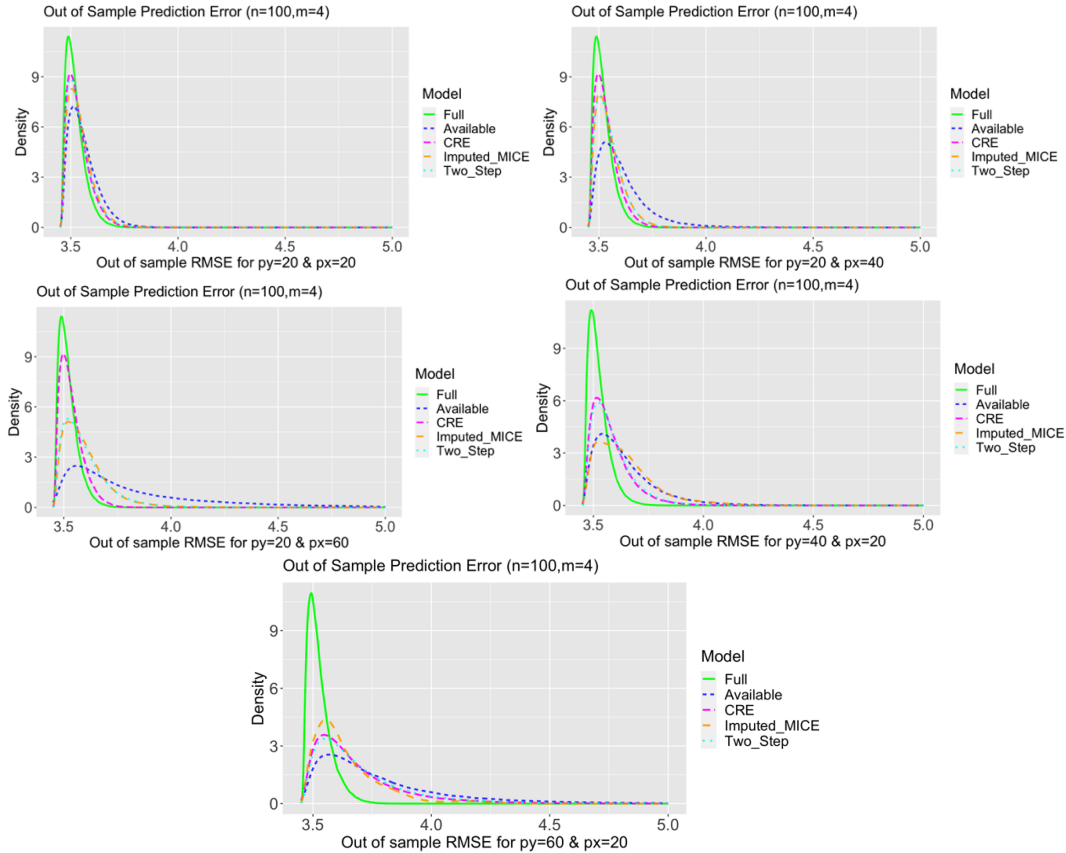 Out of Sample Prediction Error (n=100,m=4)
Density
9
6
3
0
3.5 4.0 4.5 5.0
Out of sample RMSE for py=20 & px=20
Model
Full
Available
CRE
Imputed_MICE
Two_Step
Out of Sample Prediction Error (n=100,m=4)
Density
9
6
3
0
3.5 4.0 4.5 5.0
Out of sample RMSE for py=20 & px=40
Model
Full
Available
CRE
Imputed_MICE
Two_Step
Out of Sample Prediction Error (n=100,m=4)
Density
9
6
3
0
3.5 4.0 4.5 5.0
Out of sample RMSE for py=20 & px=60
Model
Full
Available
CRE
Imputed_MICE
Two_Step
Out of Sample Prediction Error (n=100,m=4)
Density
9
6
3
0
3.5 4.0 4.5 5.0
Out of sample RMSE for py=40 & px=20
Model
Full
Available
CRE
Imputed_MICE
Two_Step
Out of Sample Prediction Error (n=100,m=4)
Density
9
6
3
0
3.5 4.0 4.5 5.0
Out of sample RMSE for py=60 & px=20
Model
Full
Available
CRE
Imputed_MICE
Two_Step